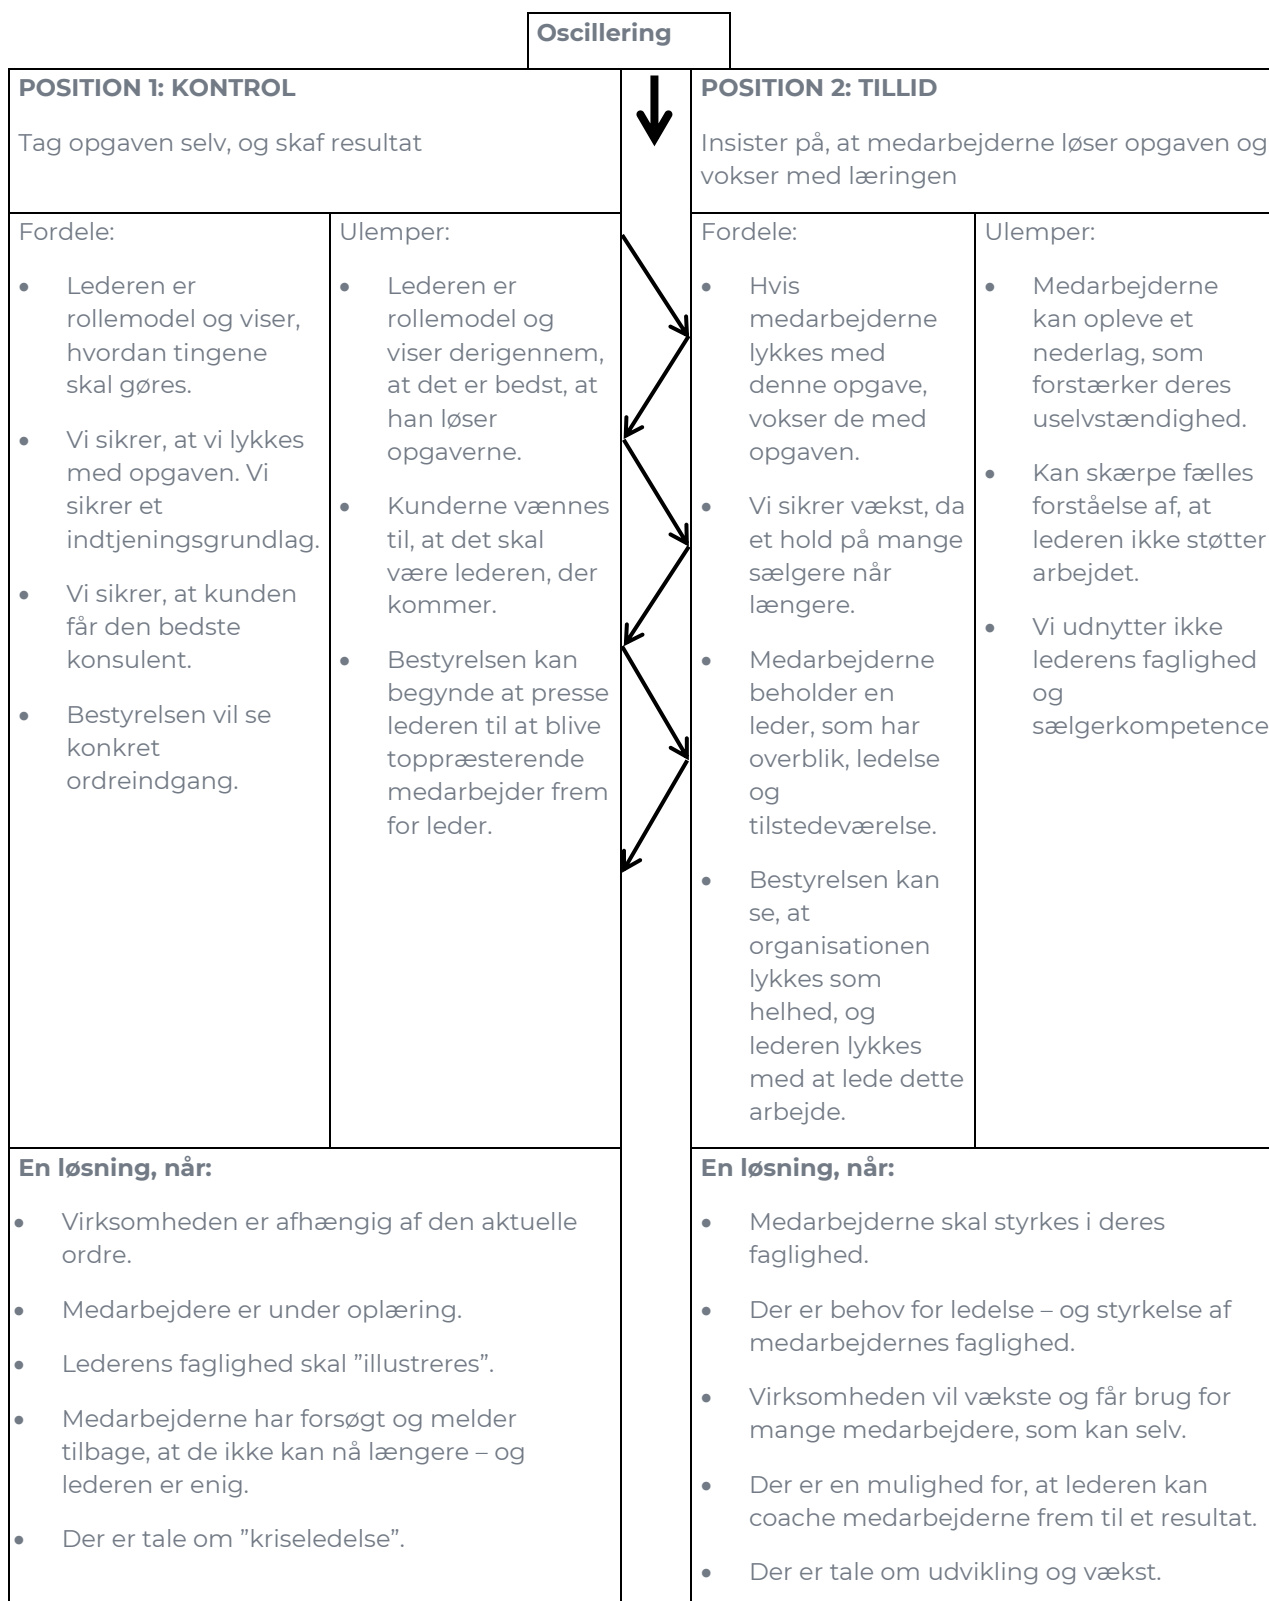 Oscillering
POSITION 1: KONTROL
Tag opgaven selv, og skaf resultat
POSITION 2: TILLID
Insister på, at medarbejderne løser opgaven og
vokser med læringen
Fordele:
• Lederen er
rollemodel og viser,
hvordan tingene
skal gøres.
• Vi sikrer, at vi lykkes
med opgaven. Vi
sikrer et
indtjeningsgrundlag.
• Vi sikrer, at kunden
får den bedste
konsulent.
• Bestyrelsen vil se
konkret
ordreindgang.
Ulemper:
• Lederen er
rollemodel og
viser derigennem,
at det er bedst, at
han løser
opgaverne.
• Kunderne vænnes
til, at det skal
være lederen, der
kommer.
• Bestyrelsen kan
begynde at presse
lederen til at blive
toppræsterende
medarbejder frem
for leder.
Fordele:
• Hvis
medarbejderne
lykkes med
denne opgave,
vokser de med
opgaven.
• Vi sikrer vækst, da
et hold på mange
sælgere når
længere.
• Medarbejderne
beholder en
leder, som har
overblik, ledelse
og
tilstedeværelse.
• Bestyrelsen kan
se, at
organisationen
lykkes som
helhed, og
lederen lykkes
med at lede dette
arbejde.
Ulemper:
• Medarbejderne
kan opleve et
nederlag, som
forstærker deres
uselvstændighed.
• Kan skærpe fælles
forståelse af, at
lederen ikke støtter
arbejdet.
• Vi udnytter ikke
lederens faglighed
og
sælgerkompetence
En løsning, når:
• Virksomheden er afhængig af den aktuelle
ordre.
• Medarbejdere er under oplæring.
• Lederens faglighed skal ”illustreres”.
• Medarbejderne har forsøgt og melder
tilbage, at de ikke kan nå længere – og
lederen er enig.
• Der er tale om ”kriseledelse”.
En løsning, når:
• Medarbejderne skal styrkes i deres
faglighed.
• Der er behov for ledelse – og styrkelse af
medarbejdernes faglighed.
• Virksomheden vil vækste og får brug for
mange medarbejdere, som kan selv.
• Der er en mulighed for, at lederen kan
coache medarbejderne frem til et resultat.
• Der er tale om udvikling og vækst.